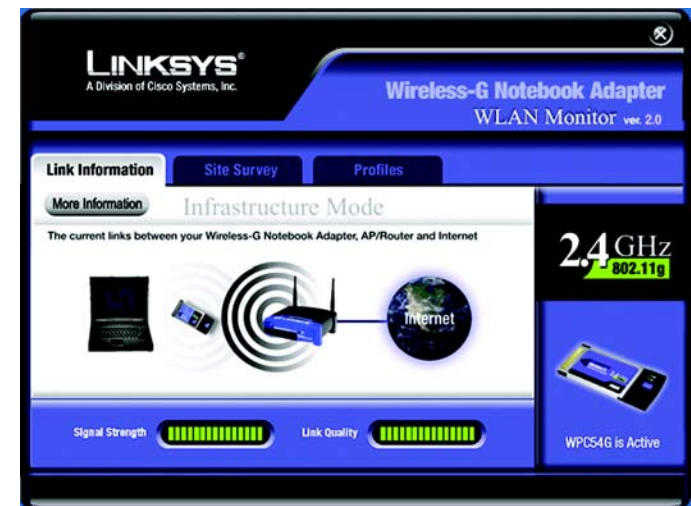 LINKSYS®
A Division of Cisco Systems, Inc.
Wireless-G Notebook Adapter
WLAN Monitor ver. 2.0
Link Information
Site Survey
Profiles
More Information
Infrastructure Mode
The current links between your Wireless-G Notebook Adapter, AP/Router and Internet
Internet
2.4 GHz
802.11g
Signal Strength
Link Quality
WPC54G is Active